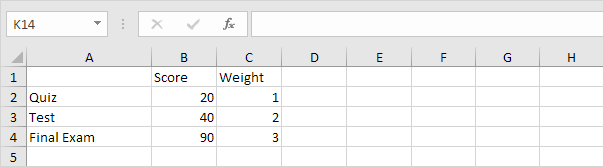 K14 fx
A B C D E F G H
1 Score Weight
2 Quiz 20 1
3 Test 40 2
4 Final Exam 90 3
5